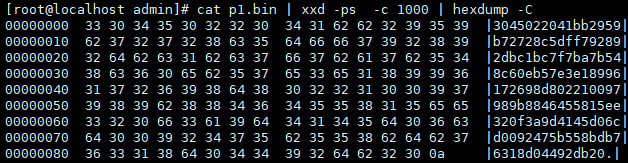 [root@localhost admin]# cat p1.bin | xxd -ps  -c 1000 | hexdump -C
00000000  33 30 34 35 30 32 32 30  34 31 62 62 32 39 35 39  |3045022041bb2959|
00000010  62 37 32 37 32 38 63 35  64 66 66 37 39 32 38 39  |b72728c5dff79289|
00000020  32 64 62 63 31 62 63 37  66 37 62 61 37 62 35 34  |2dbc1bc7f7ba7b54|
00000030  38 63 36 30 65 62 35 37  65 33 65 31 38 39 39 36  |8c60eb57e3e18996|
00000040  31 37 32 36 39 38 64 38  30 32 32 31 30 30 39 37  |172698d802210097|
00000050  39 38 39 62 38 38 34 36  34 35 35 38 31 35 65 65  |989b8846455815ee|
00000060  33 32 30 66 33 61 39 64  34 31 34 35 64 30 36 63  |320f3a9d4145d06c|
00000070  64 30 30 39 32 34 37 35  62 35 35 38 62 64 62 37  |d0092475b558bdb7|
00000080  36 33 31 38 64 30 34 34  39 32 64 62 32 30 0a     |6318d04492db20.|